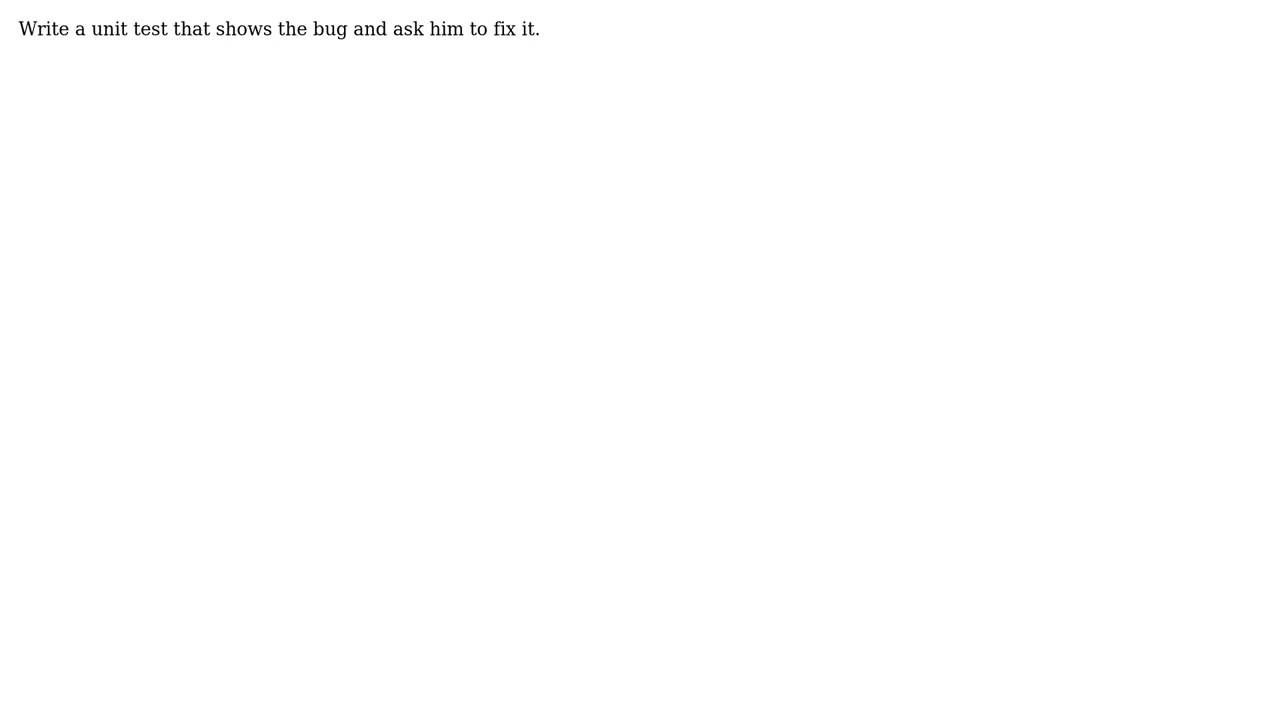 Write a unit test that shows the bug and ask him to fix it.